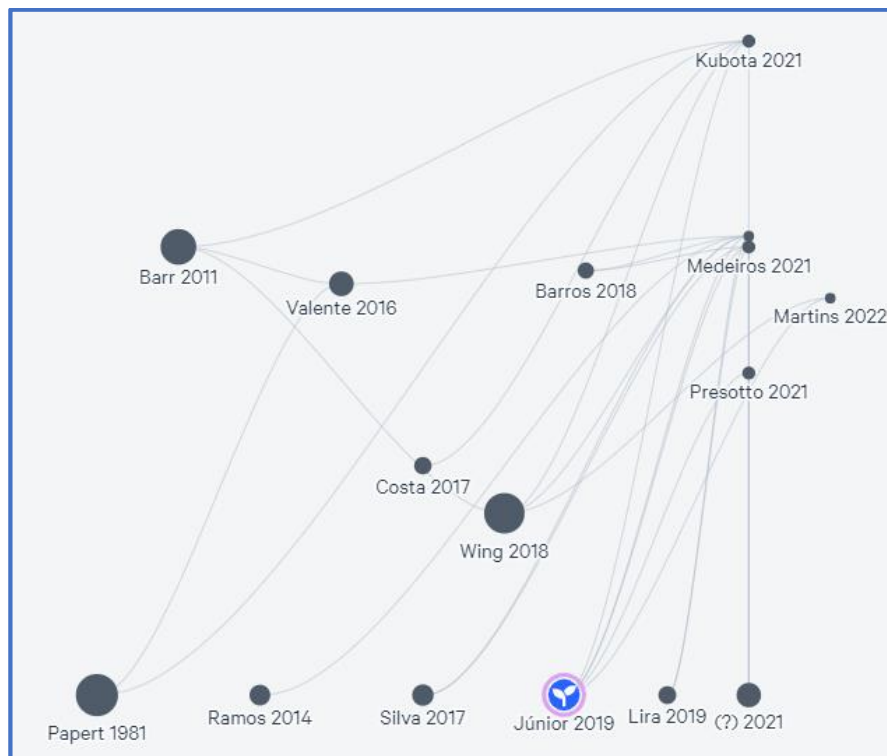 Kubota 2021
Barr 2011
Valente 2016
Barros 2018
Medeiros 2021
Martins 2022
Presotto 2021
Costa 2017
Wing 2018
Papert 1981
Ramos 2014
Silva 2017
Júnior 2019
Lira 2019
(?) 2021